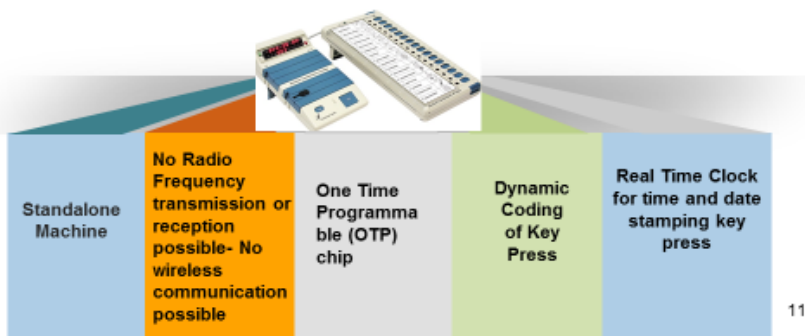 Standalone
Machine
No Radio
Frequency
transmission or
reception
possible- No
wireless
communication
possible
One Time
Programma
ble (OTP)
chip
Dynamic
Coding
of Key
Press
Real Time Clock
for time and date
stamping key
press
11